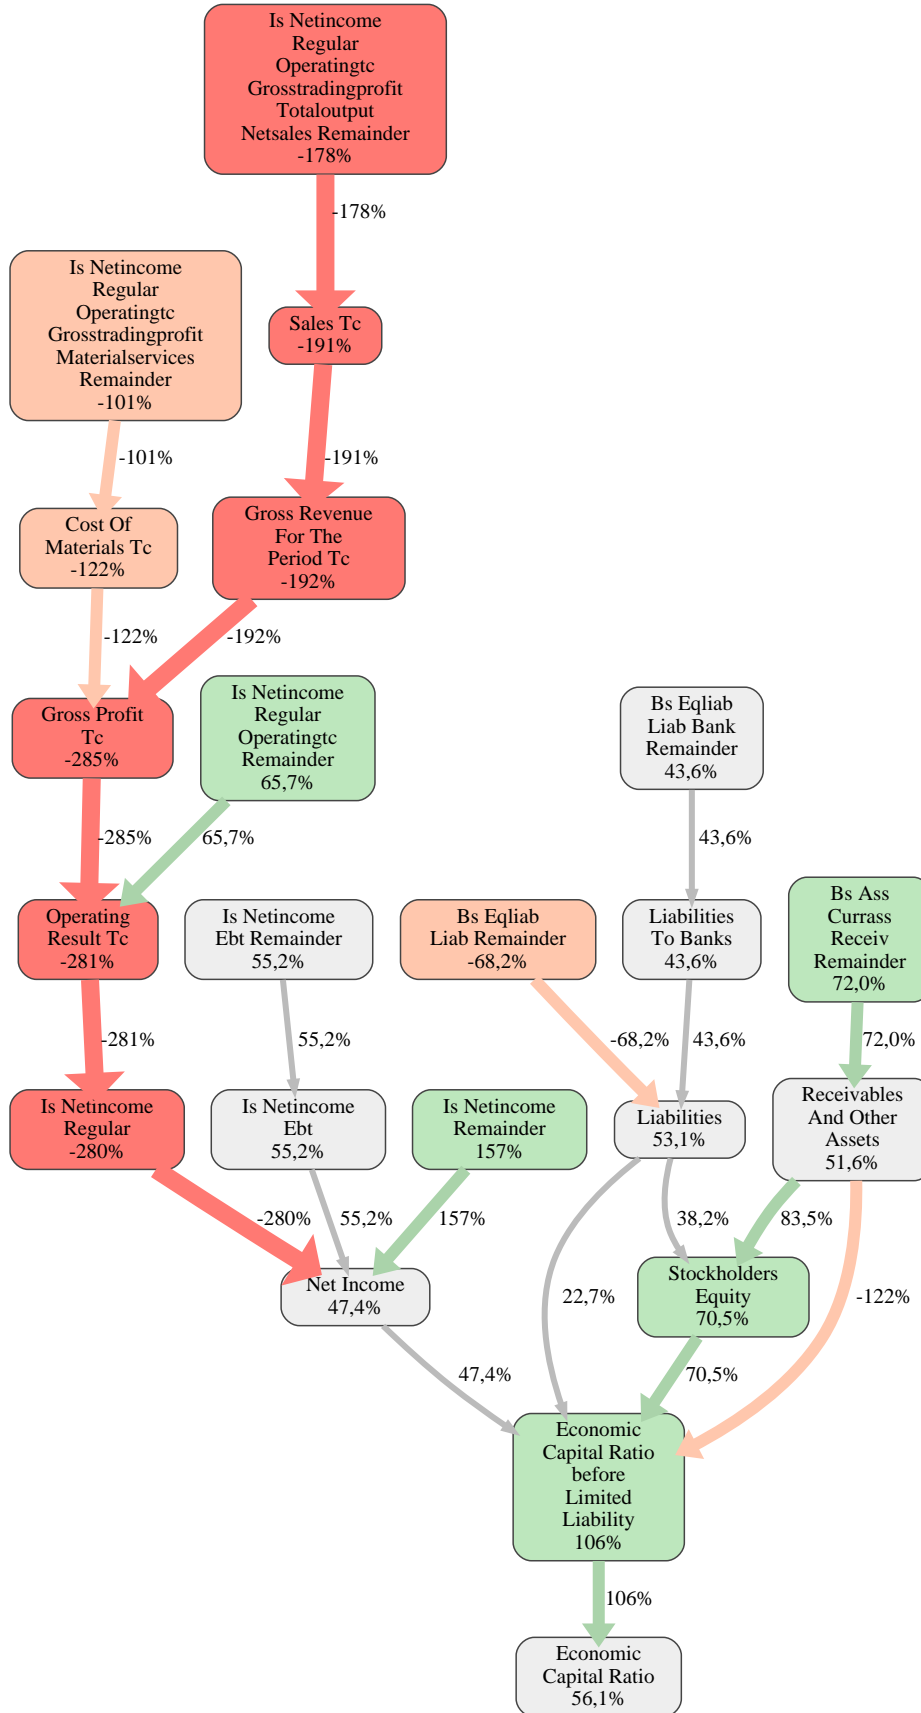 Is Netincome
Regular
Operatingtc
Grosstradingprofit
Totaloutput
Netsales Remainder
-178%
-178%
Is Netincome
Regular
Operatingtc
Grosstradingprofit
Materialservices
Remainder
-101%
Sales Tc
-191%
-101%
-191%
Cost Of
Materials Tc
-122%
Gross Revenue
For The
Period Tc
-192%
-122%
-192%
Gross Profit
Tc
-285%
Is Netincome
Regular
Operatingtc
Remainder
65,7%
Bs Eqliab
Liab Bank
Remainder
43,6%
-285%
65,7%
43,6%
Operating
Result Tc
-281%
Is Netincome
Ebt Remainder
55,2%
Bs Eqliab
Liab Remainder
-68,2%
Liabilities
To Banks
43,6%
Bs Ass
Currass
Receiv
Remainder
72,0%
-281%
55,2%
-68,2%
43,6%
72,0%
Is Netincome
Regular
-280%
Is Netincome
Ebt
55,2%
Is Netincome
Remainder
157%
Liabilities
53,1%
Receivables
And Other
Assets
51,6%
-280%
55,2%
157%
38,2%
83,5%
Net Income
47,4%
22,7%
Stockholders
Equity
70,5%
-122%
47,4%
70,5%
Economic
Capital Ratio
before
Limited
Liability
106%
106%
Economic
Capital Ratio
56,1%